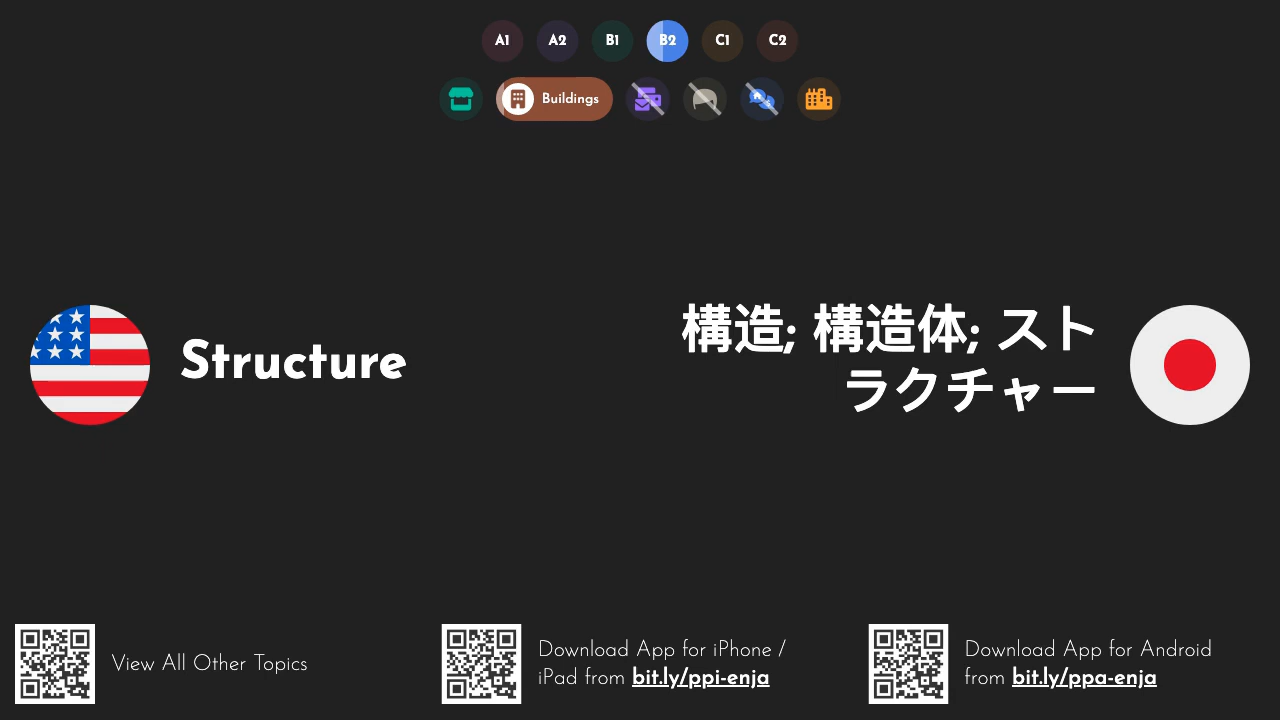 A1 A2 B1 B2 C1 C2
Buildings
Structure
構造; 構造体; スト
ラクチャー
View All Other Topics
Download App for iPhone /
iPad from bit.ly/ppi-enja
Download App for Android
from bit.ly/ppa-enja